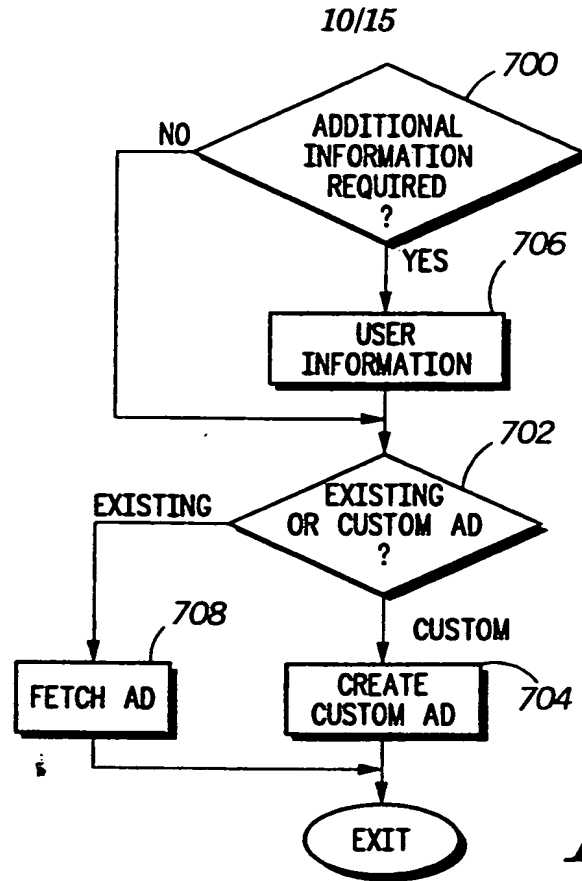 10/15
700
NO
ADDITIONAL
INFORMATION
REQUIRED
?
YES
706
USER
INFORMATION
702
EXISTING
EXISTING
OR CUSTOM AD
?
708
CUSTOM
FETCH AD
CREATE
CUSTOM AD
704
EXIT